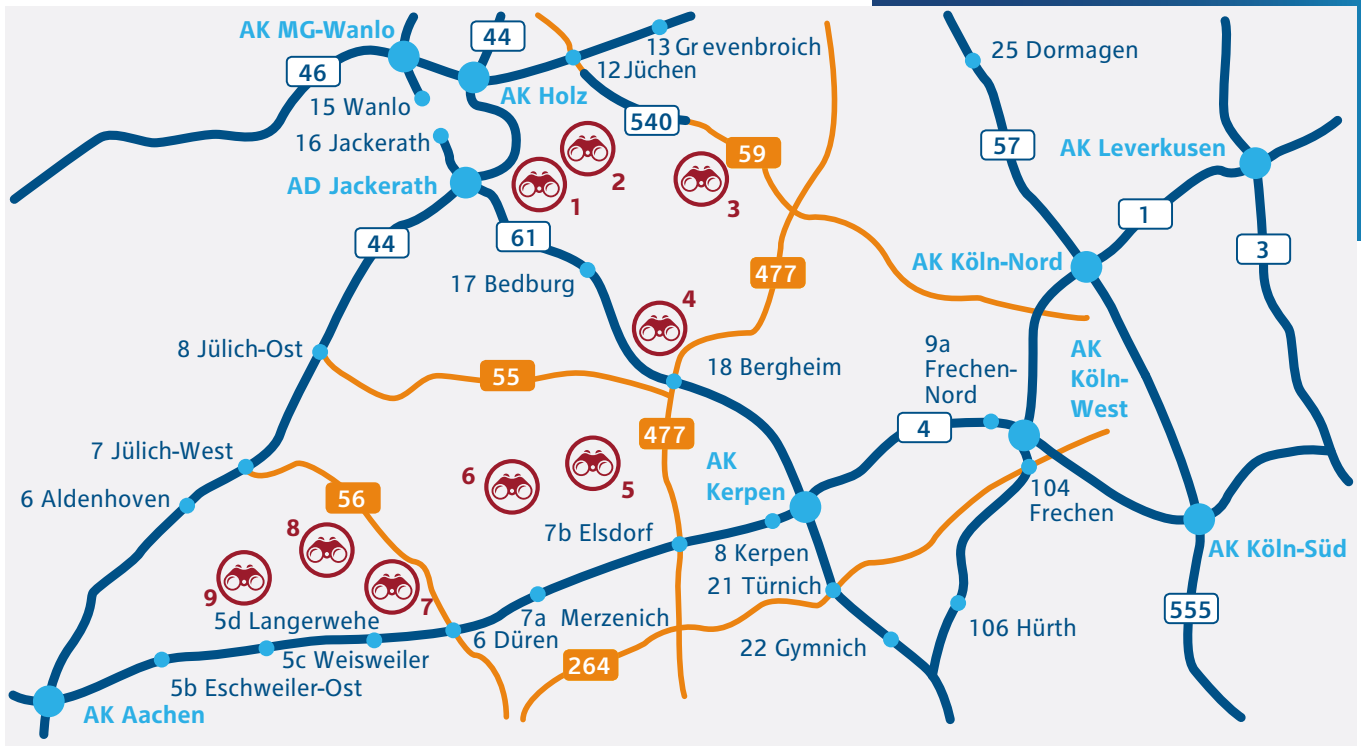 AK MG-Wanlo
44
13 Grevenbroich
25 Dormagen
46
12 Jüchen
15 Wanlo
AK Holz
540
16 Jackerath
59
57
AK Leverkusen
2
AD Jackerath
1
3
1
44
61
3
17 Bedburg
477
AK Köln-Nord
4
8 Jülich-Ost
18 Bergheim
9a
Frechen-
Nord
AK
Köln-
West
55
477
4
7 Jülich-West
6
5
AK
Kerpen
6 Aldenhoven
56
104
Frechen
8
7b Elsdorf
8 Kerpen
AK Köln-Süd
9
7
21 Türnich
5d Langerwehe
7a Merzenich
555
6 Düren
106 Hürth
5c Weisweiler
264
22 Gymnich
5b Eschweiler-Ost
AK Aachen